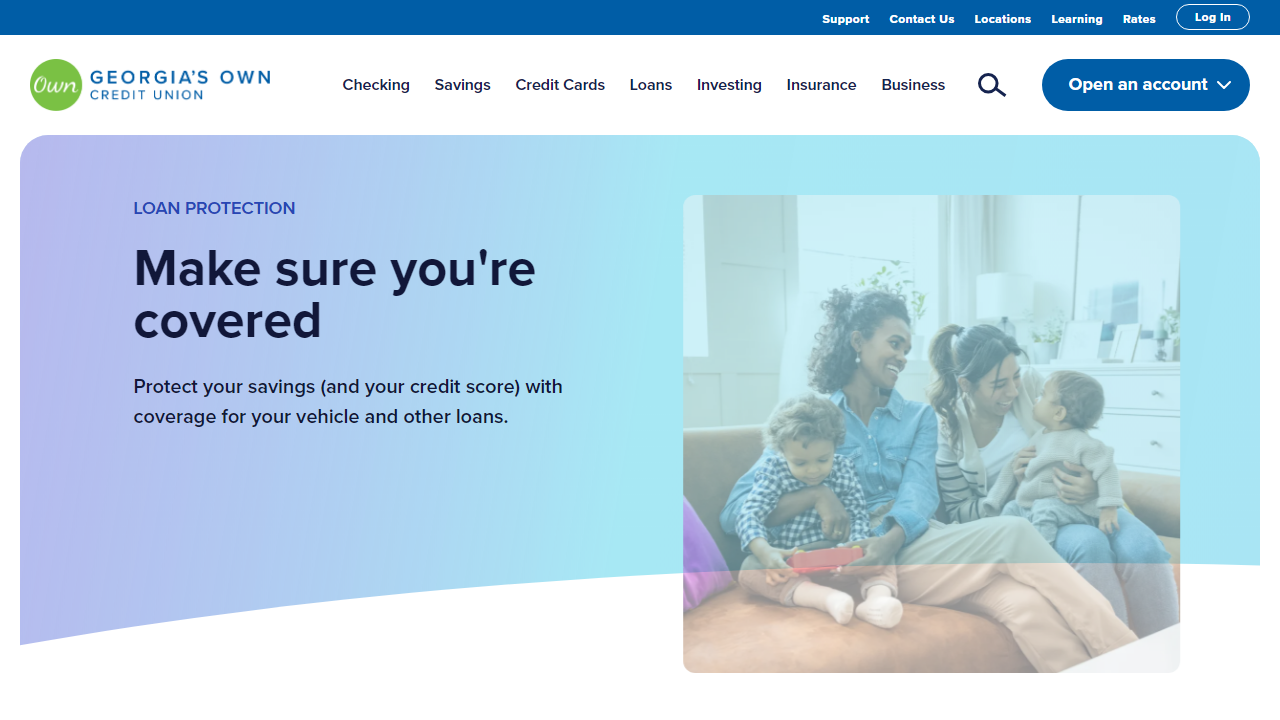 Support Contact Us Locations Learning Rates Log In
Own GEORGIA'S OWN
CREDIT UNION
Checking Savings Credit Cards Loans Investing Insurance Business Open an account
LOAN PROTECTION
Make sure you're
covered
Protect your savings (and your credit score) with
coverage for your vehicle and other loans.